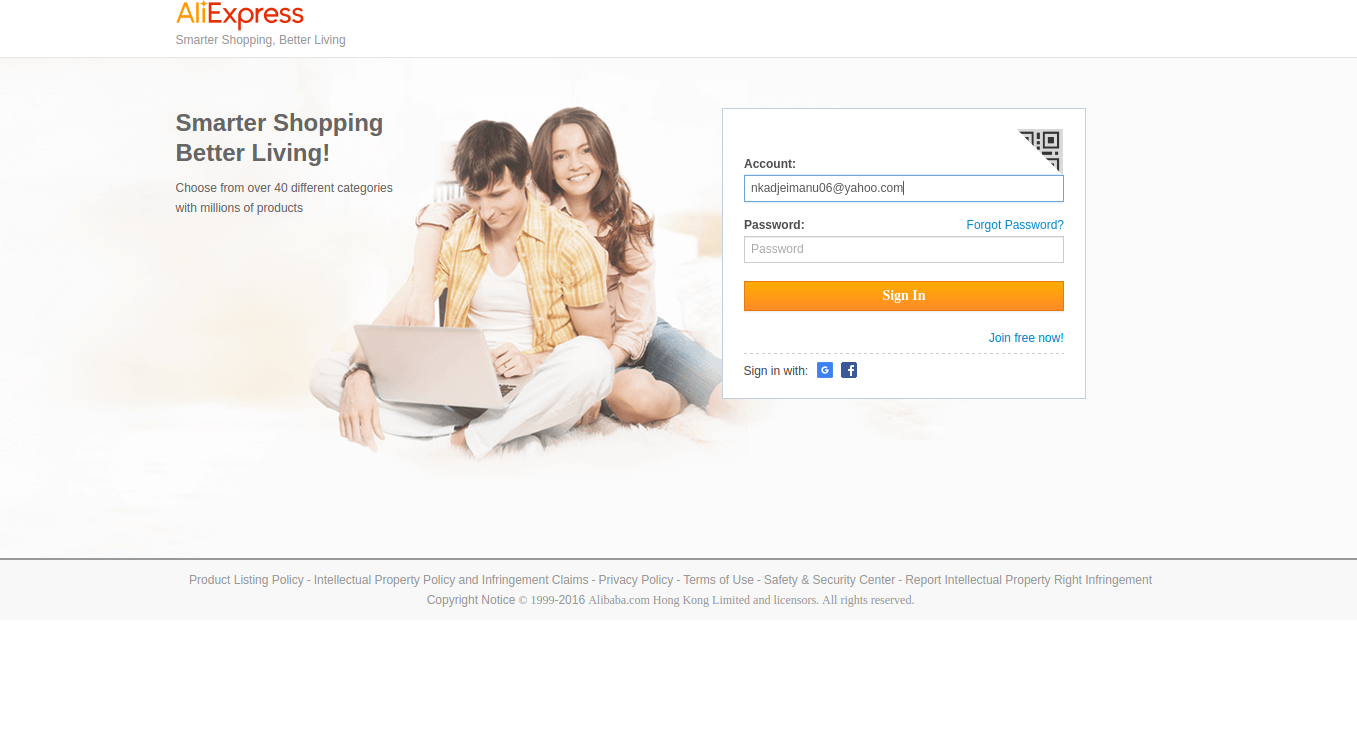 AliExpress
Smarter Shopping, Better Living
Smarter Shopping
Better Living!
Choose from over 40 different categories
with millions of products
Account:
nkadjeimanu06@yahoo.com
Password: Forgot Password?
Password
Sign In
Join free now!
Sign in with:
Product Listing Policy - Intellectual Property Policy and Infringement Claims - Privacy Policy - Terms of Use - Safety & Security Center - Report Intellectual Property Right Infringement
Copyright Notice © 1999-2016 Alibaba.com Hong Kong Limited and licensors. All rights reserved.